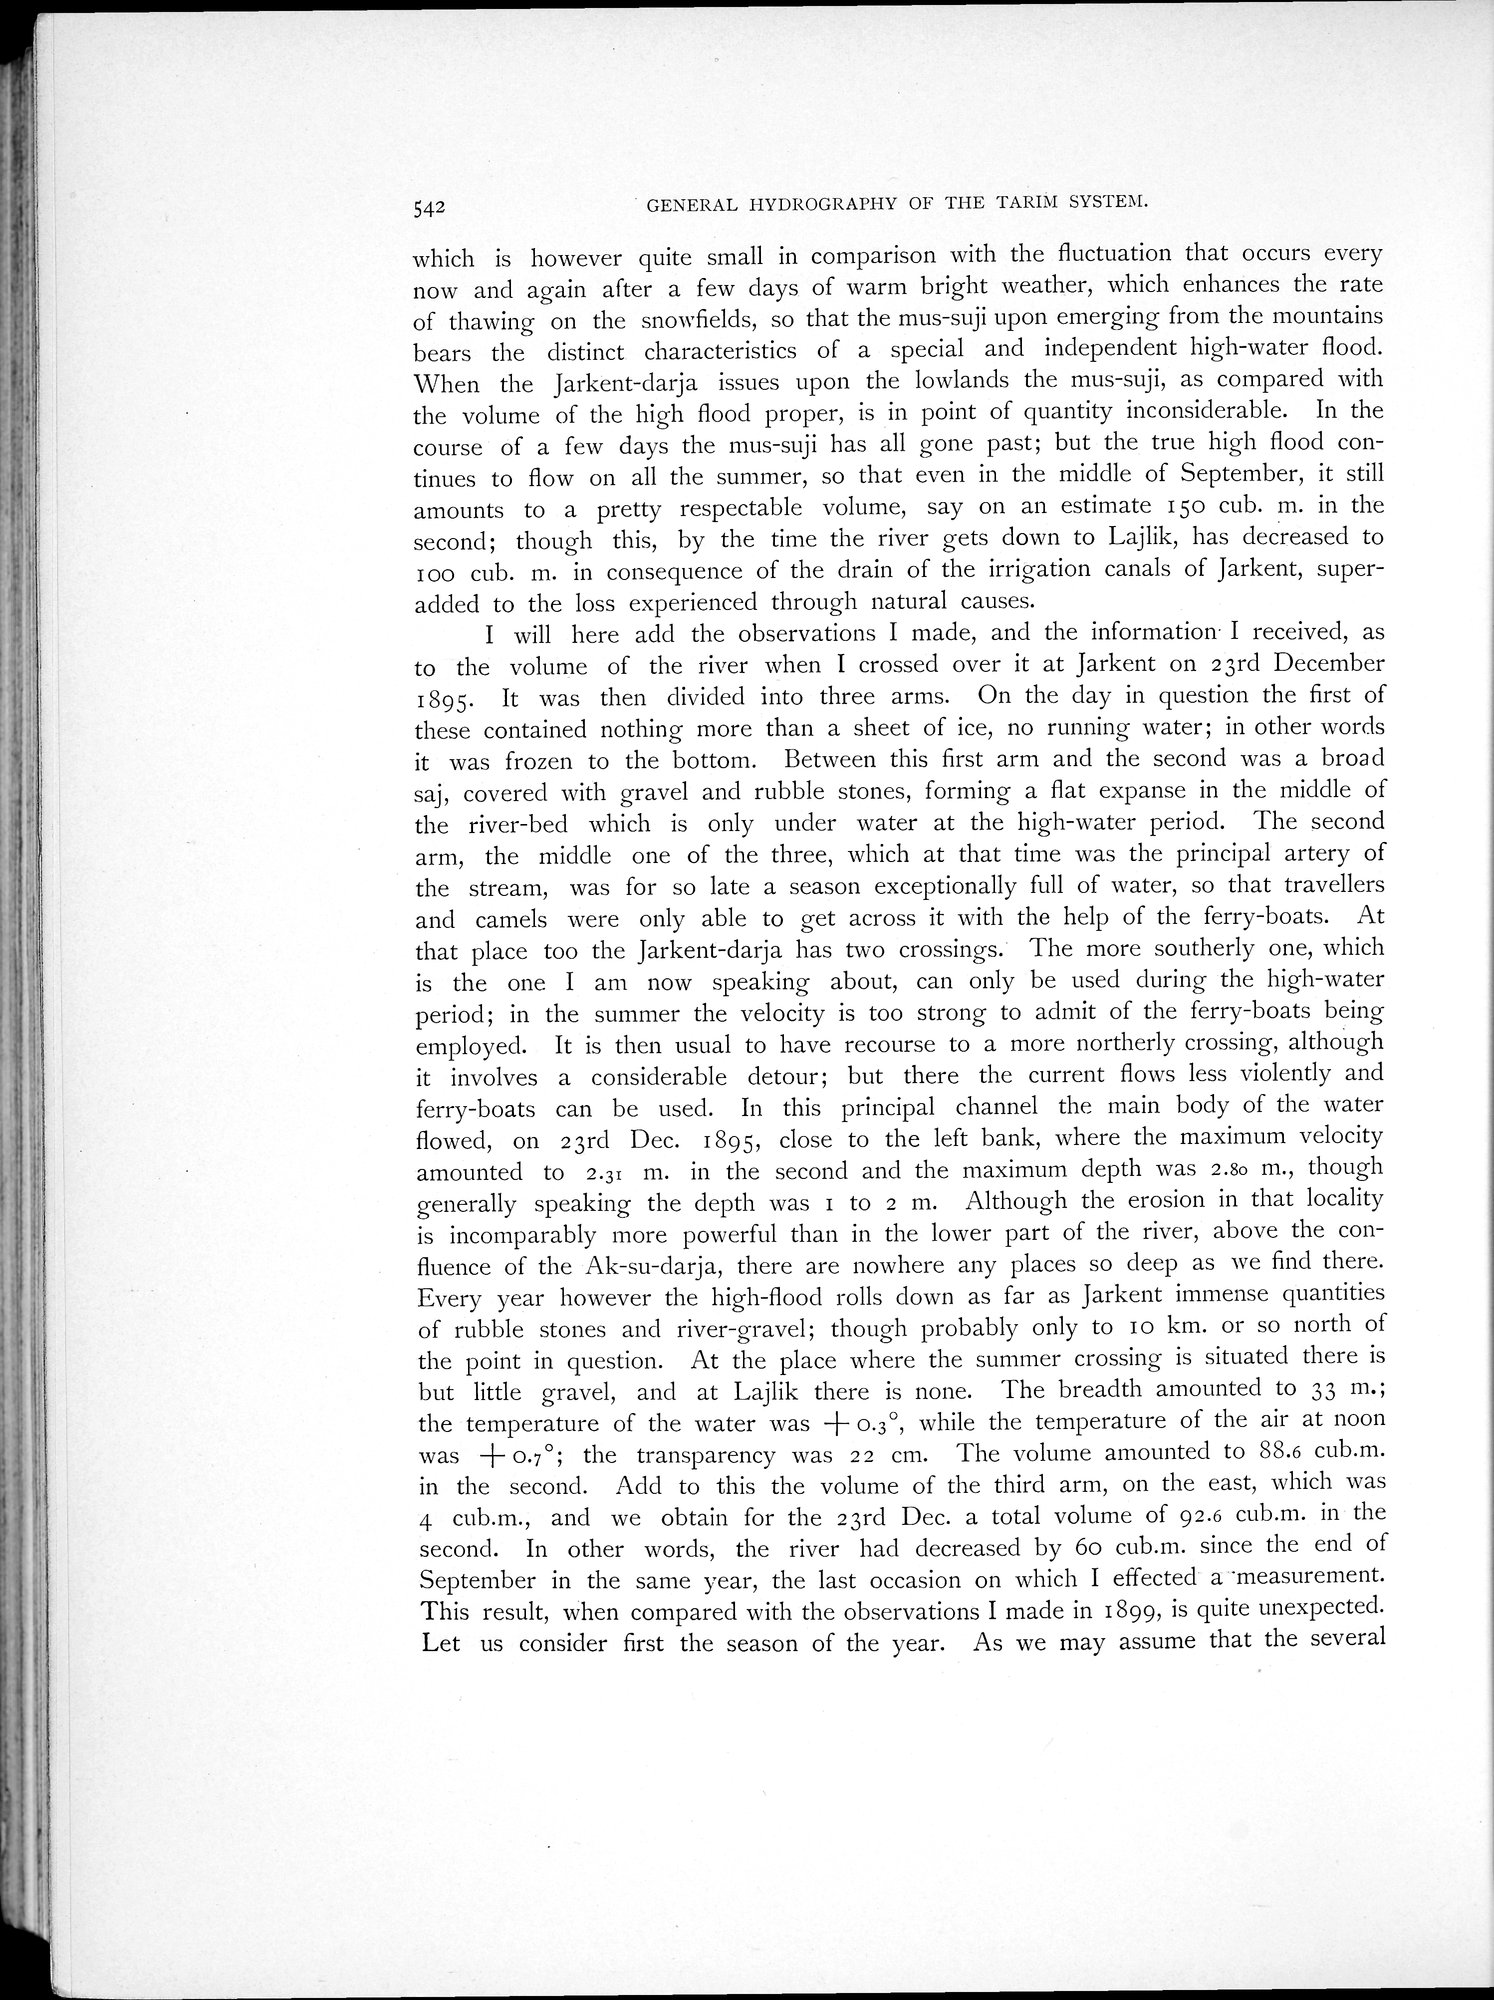 542 GENERAL HYDROGRAPHY OF THE TARIM SYSTEM.
which is however quite small in comparison with the fluctuation that occurs every
now and again after a few days of warm bright weather, which enhances the rate
of thawing on the snowfields, so that the mus-suji upon emerging from the mountains
bears the distinct characteristics of a special and independent high-water flood.
When the Jarkent-darja issues upon the lowlands the mus-suji, as compared with
the volume of the high flood proper, is in point of quantity inconsiderable. In the
course of a few days the mus-suji has all gone past; but the true high flood con-
tinues to flow on all the summer, so that even in the middle of September, it still
amounts to a pretty respectable volume, say on an estimate 150 cub. m. in the
second; though this, by the time the river gets down to Lajlik, has decreased to
100 cub. m. in consequence of the drain of the irrigation canals of Jarkent, super-
added to the loss experienced through natural causes.
I will here add the observations I made, and the information I received, as
to the volume of the river when I crossed over it at Jarkent on 23rd December
1895. It was then divided into three arms. On the day in question the first of
these contained nothing more than a sheet of ice, no running water; in other words
it was frozen to the bottom. Between this first arm and the second was a broad
saj, covered with gravel and rubble stones, forming a flat expanse in the middle of
the river-bed which is only under water at the high-water period. The second
arm, the middle one of the three, which at that time was the principal artery of
the stream, was for so late a season exceptionally full of water, so that travellers
and camels were only able to get across it with the help of the ferry-boats. At
that place too the Jarkent-darja has two crossings. The more southerly one, which
is the one I am now speaking about, can only be used during the high-water
period; in the summer the velocity is too strong to admit of the ferry-boats being
employed. It is then usual to have recourse to a more northerly crossing, although
it involves a considerable detour; but there the current flows less violently and
ferry-boats can be used. In this principal channel the main body of the water
flowed, on 23rd Dec. 1895, close to the left bank, where the maximum velocity
amounted to 2.31 m. in the second and the maximum depth was 2.80 m., though
generally speaking the depth was 1 to 2 m. Although the erosion in that locality
is incomparably more powerful than in the lower part of the river, above the con-
fluence of the Ak-su-darja, there are nowhere any places so deep as we find there.
Every year however the high-flood rolls down as far as Jarkent immense quantities
of rubble stones and river-gravel; though probably only to 10 km. or so north of
the point in question. At the place where the summer crossing is situated there is
but little gravel, and at Lajlik there is none. The breadth amounted to 33 m.;
the temperature of the water was + 0.3°, while the temperature of the air at noon
was + 0.7°; the transparency was 22 cm. The volume amounted to 88.6 cub.m.
in the second. Add to this the volume of the third arm, on the east, which was
4 cub.m., and we obtain for the 23rd Dec. a total volume of 92.6 cub.m. in the
second. In other words, the river had decreased by 60 cub.m. since the end of
September in the same year, the last occasion on which I effected a measurement.
This result, when compared with the observations I made in 1899, is quite unexpected.
Let us consider first the season of the year. As we may assume that the several